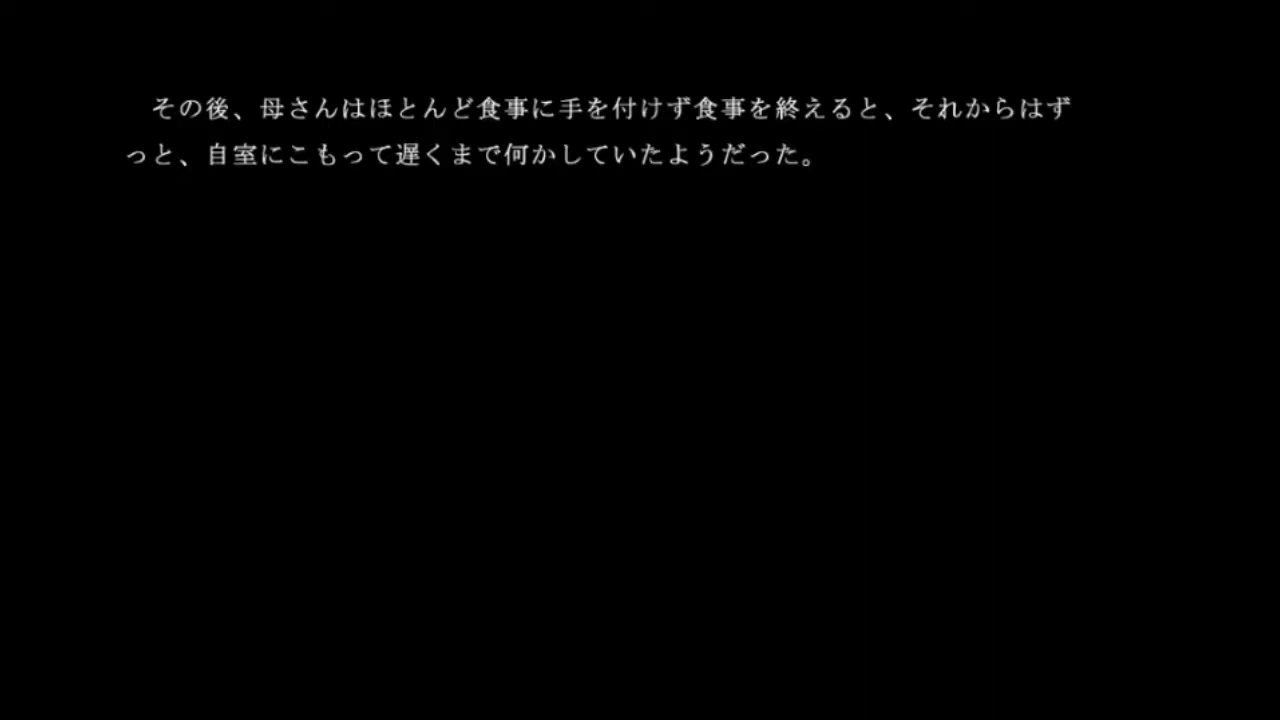 その後、母さんはほとんど食事に手を付けず食事を終えると、それからはず
っと、自室にこもって遅くまで何かしていたようだった。